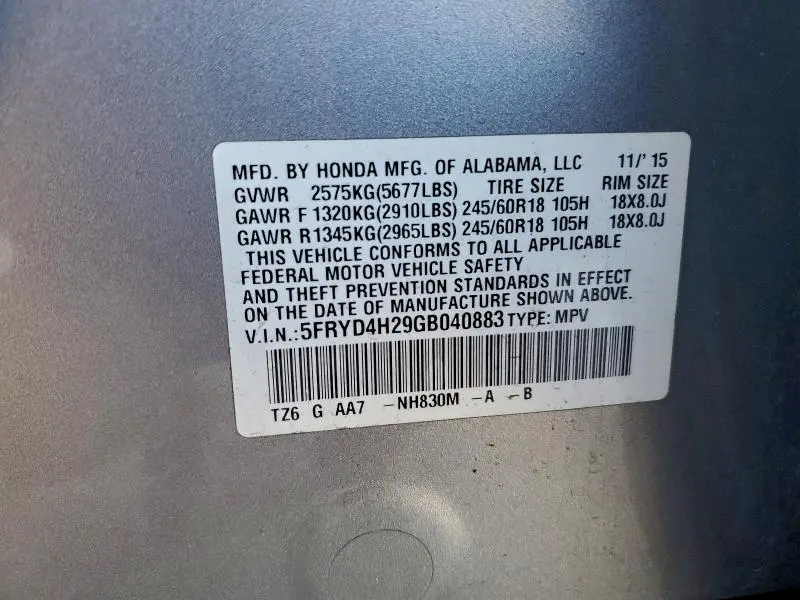 MFD. BY HONDA MFG. OF ALABAMA, LLC 11/'15
GVWR 2575KG(5677LBS) TIRE SIZE RIM SIZE
GAWR F 1320KG(2910LBS) 245/60R18 105H 18X8.0J
GAWR R1345KG(2965LBS) 245/60R18 105H 18X8.0J
THIS VEHICLE CONFORMS TO ALL APPLICABLE
FEDERAL MOTOR VEHICLE SAFETY
AND THEFT PREVENTION STANDARDS IN EFFECT
ON THE DATE OF MANUFACTURE SHOWN ABOVE.
V.I.N.:5FRYD4H29GB040883 TYPE: MPV
TZ6 G AA7 -NH830M -A -B